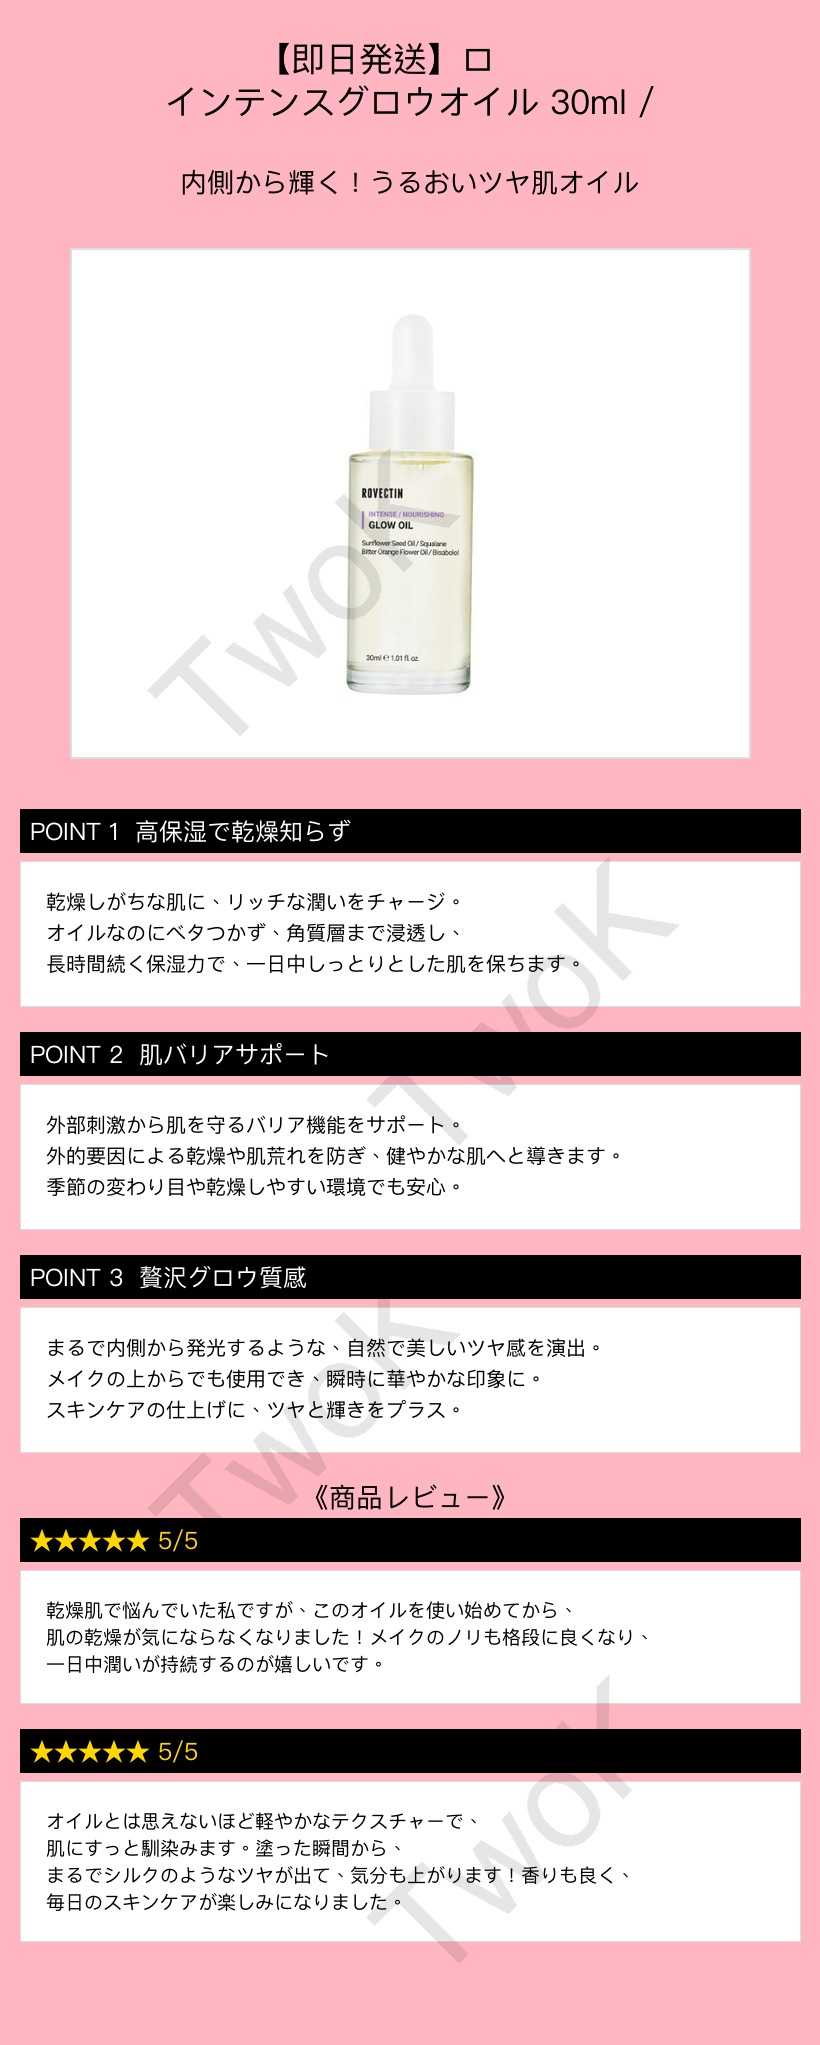 【即日発送】ロ
インテンスグロウオイル 30ml /
内側から輝く！うるおいツヤ肌オイル
ROVECTIN
INTENSE / NOURISHING
GLOW OIL
Sunflower Seed Oil / Squalane
Bitter Orange Flower Oil / Bisabolol
30ml ℮ 1.01 fl. oz.
TwoK
POINT 1 高保湿で乾燥知らず
乾燥しがちな肌に、リッチな潤いをチャージ。
オイルなのにベタつかず、角質層まで浸透し、
長時間続く保湿力で、一日中しっとりとした肌を保ちます。
TwoK
POINT 2 肌バリアサポート
外部刺激から肌を守るバリア機能をサポート。
外的要因による乾燥や肌荒れを防ぎ、健やかな肌へと導きます。
季節の変わり目や乾燥しやすい環境でも安心。
POINT 3 贅沢グロウ質感
まるで内側から発光するような、自然で美しいツヤ感を演出。
メイクの上からでも使用でき、瞬時に華やかな印象に。
スキンケアの仕上げに、ツヤと輝きをプラス。
TwoK
《商品レビュー》
★★★★★ 5/5
乾燥肌で悩んでいた私ですが、このオイルを使い始めてから、
肌の乾燥が気にならなくなりました！メイクのノリも格段に良くなり、
一日中潤いが持続するのが嬉しいです。
★★★★★ 5/5
オイルとは思えないほど軽やかなテクスチャーで、
肌にすっと馴染みます。塗った瞬間から、
まるでシルクのようなツヤが出て、気分も上がります！香りも良く、
毎日のスキンケアが楽しみになりました。
TwoK